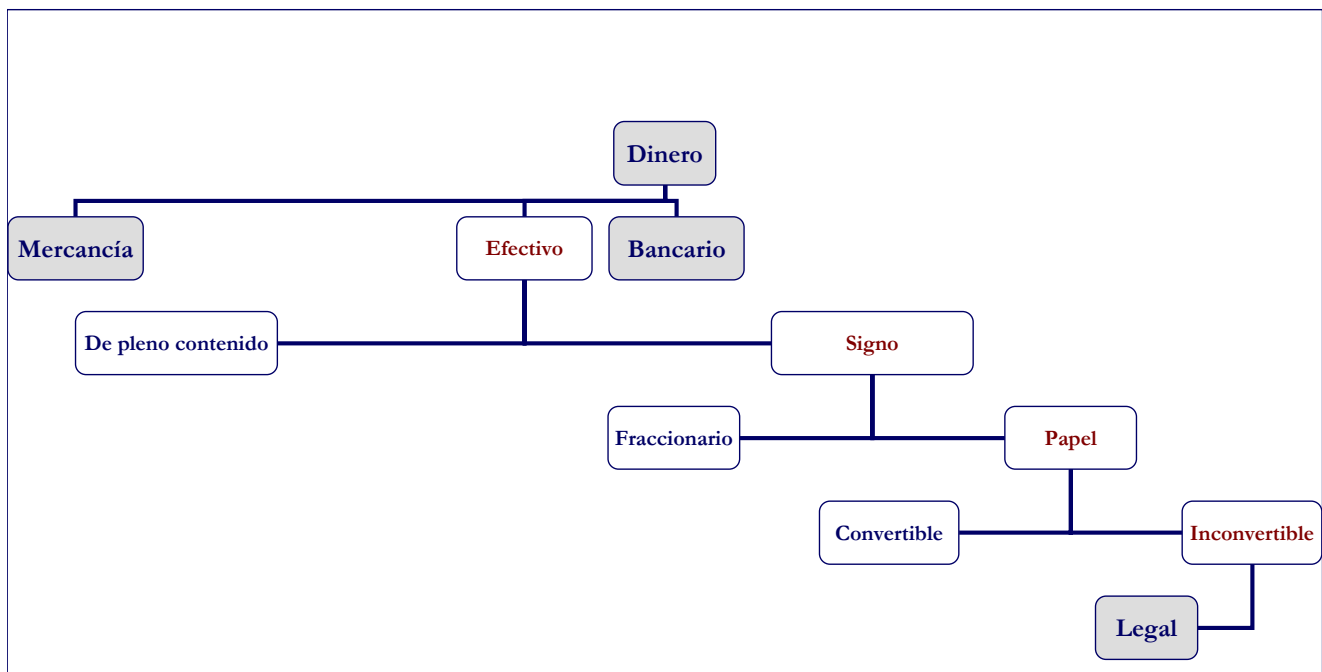 Dinero
Mercancía
Efectivo
Bancario
De pleno contenido
Signo
Fraccionario
Papel
Convertible
Inconvertible
Legal